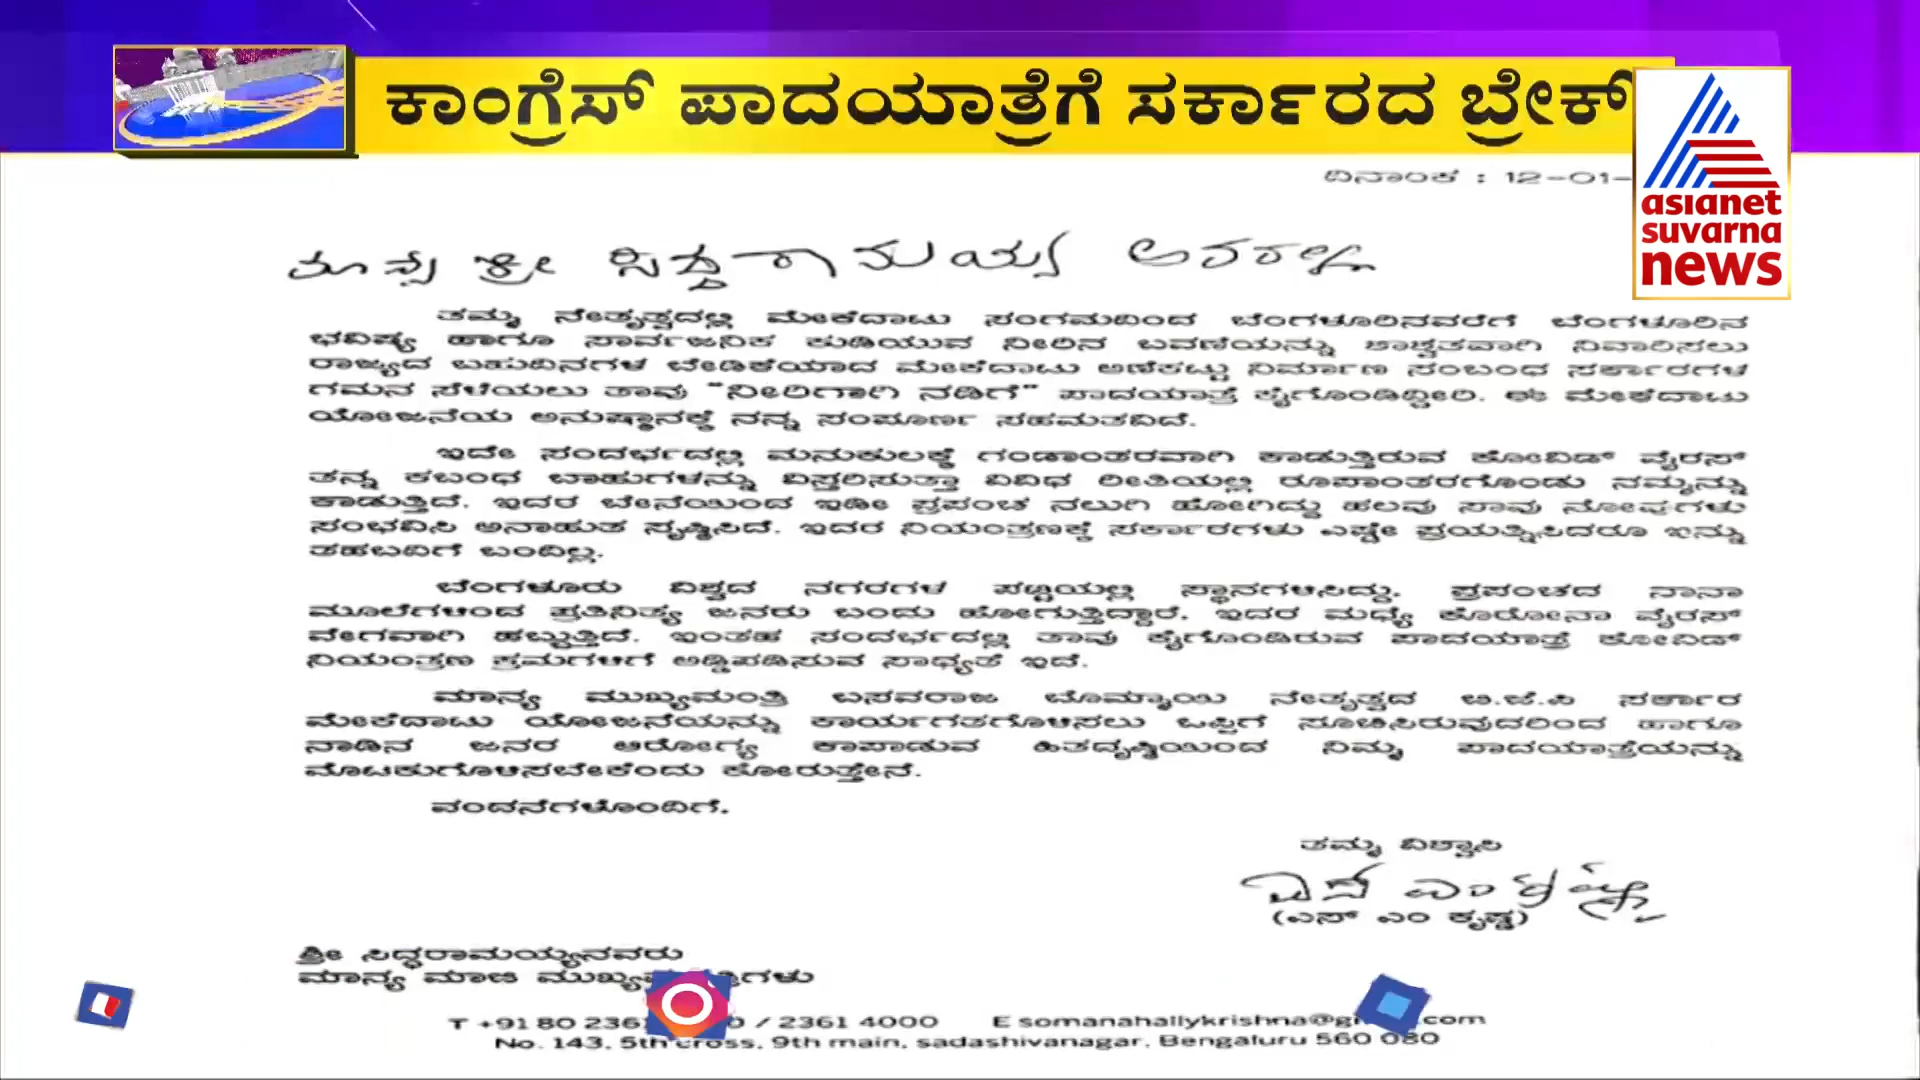 ಕಾಂಗ್ರೆಸ್ ಪಾದಯಾತ್ರೆಗೆ ಸರ್ಕಾರದ ಬ್ರೇಕ್
asianet
suvarna
news
ದಿನಾಂಕ : 12-01-
ಮಾನ್ಯ ಶ್ರೀ ಸಿದ್ದರಾಮಯ್ಯ ಅವರಲ್ಲಿ
ತಮ್ಮ ನೇತೃತ್ವದಲ್ಲಿ ಮೇಕೆದಾಟು ಸಂಗಮದಿಂದ ಬೆಂಗಳೂರಿನವರೆಗೆ ಬೆಂಗಳೂರಿನ
ಭವಿಷ್ಯ ಹಾಗೂ ಸಾರ್ವಜನಿಕ ಕುಡಿಯುವ ನೀರಿನ ಬವಣೆಯನ್ನು ಶಾಶ್ವತವಾಗಿ ನಿವಾರಿಸಲು
ರಾಜ್ಯದ ಬಹುದಿನಗಳ ಬೇಡಿಕೆಯಾದ ಮೇಕೆದಾಟು ಅಣೆಕಟ್ಟು ನಿರ್ಮಾಣ ಸಂಬಂಧ ಸರ್ಕಾರಗಳ
ಗಮನ ಸೆಳೆಯಲು ತಾವು "ನೀರಿಗಾಗಿ ನಡಿಗೆ" ಪಾದಯಾತ್ರೆ ಕೈಗೊಂಡಿದ್ದೀರಿ. ಈ ಮೇಕೆದಾಟು
ಯೋಜನೆಯ ಅನುಷ್ಠಾನಕ್ಕೆ ನನ್ನ ಸಂಪೂರ್ಣ ಸಹಮತವಿದೆ.
ಇದೇ ಸಂದರ್ಭದಲ್ಲಿ ಮನುಕುಲಕ್ಕೆ ಗಂಡಾಂತರವಾಗಿ ಕಾಡುತ್ತಿರುವ ಕೋವಿಡ್ ವೈರಸ್
ತನ್ನ ಕಬಂಧ ಬಾಹುಗಳನ್ನು ವಿಸ್ತರಿಸುತ್ತಾ ವಿವಿಧ ರೀತಿಯಲ್ಲಿ ರೂಪಾಂತರಗೊಂಡು ನಮ್ಮನ್ನು
ಕಾಡುತ್ತಿದೆ. ಇದರ ಬೇನೆಯಿಂದ ಇಡೀ ಪ್ರಪಂಚ ನಲುಗಿ ಹೋಗಿದ್ದು ಹಲವು ಸಾವು ನೋವುಗಳು
ಸಂಭವಿಸಿ ಅನಾಹುತ ಸೃಷ್ಟಿಸಿದೆ. ಇದರ ನಿಯಂತ್ರಣಕ್ಕೆ ಸರ್ಕಾರಗಳು ಎಷ್ಟೇ ಪ್ರಯತ್ನಿಸಿದರೂ ಇನ್ನು
ತಹಬದಿಗೆ ಬಂದಿಲ್ಲ.
ಬೆಂಗಳೂರು ವಿಶ್ವದ ನಗರಗಳ ಪಟ್ಟಿಯಲ್ಲಿ ಸ್ಥಾನಗಳಿಸಿದ್ದು, ಪ್ರಪಂಚದ ನಾನಾ
ಮೂಲೆಗಳಿಂದ ಪ್ರತಿನಿತ್ಯ ಜನರು ಬಂದು ಹೋಗುತ್ತಿದ್ದಾರೆ. ಇದರ ಮಧ್ಯೆ ಕೊರೋನಾ ವೈರಸ್
ವೇಗವಾಗಿ ಹಬ್ಬುತ್ತಿದೆ. ಇಂತಹ ಸಂದರ್ಭದಲ್ಲಿ ತಾವು ಕೈಗೊಂಡಿರುವ ಪಾದಯಾತ್ರೆ ಕೋವಿಡ್
ನಿಯಂತ್ರಣ ಕ್ರಮಗಳಿಗೆ ಅಡ್ಡಿಪಡಿಸುವ ಸಾಧ್ಯತೆ ಇದೆ.
ಮಾನ್ಯ ಮುಖ್ಯಮಂತ್ರಿ ಬಸವರಾಜ ಬೊಮ್ಮಾಯಿ ನೇತೃತ್ವದ ಬಿ.ಜೆ.ಪಿ ಸರ್ಕಾರ
ಮೇಕೆದಾಟು ಯೋಜನೆಯನ್ನು ಕಾರ್ಯಗತಗೊಳಿಸಲು ಒಪ್ಪಿಗೆ ಸೂಚಿಸಿರುವುದರಿಂದ ಹಾಗೂ
ನಾಡಿನ ಜನರ ಆರೋಗ್ಯ ಕಾಪಾಡುವ ಹಿತದೃಷ್ಟಿಯಿಂದ ನಿಮ್ಮ ಪಾದಯಾತ್ರೆಯನ್ನು
ಮೊಟಕುಗೊಳಿಸಬೇಕೆಂದು ಕೋರುತ್ತೇನೆ.
ವಂದನೆಗಳೊಂದಿಗೆ.
ತಮ್ಮ ವಿಶ್ವಾಸಿ
ಎಸ್ ಎಂ ಕೃಷ್ಣ
(ಎಸ್ ಎಂ ಕೃಷ್ಣ)
ಶ್ರೀ ಸಿದ್ಧರಾಮಯ್ಯನವರು
ಮಾನ್ಯ ಮಾಜಿ
T +91 80 / 2361 4000 E
No. 143, 5th cross, 9th main, sadashivanagar, Bengaluru 560 080